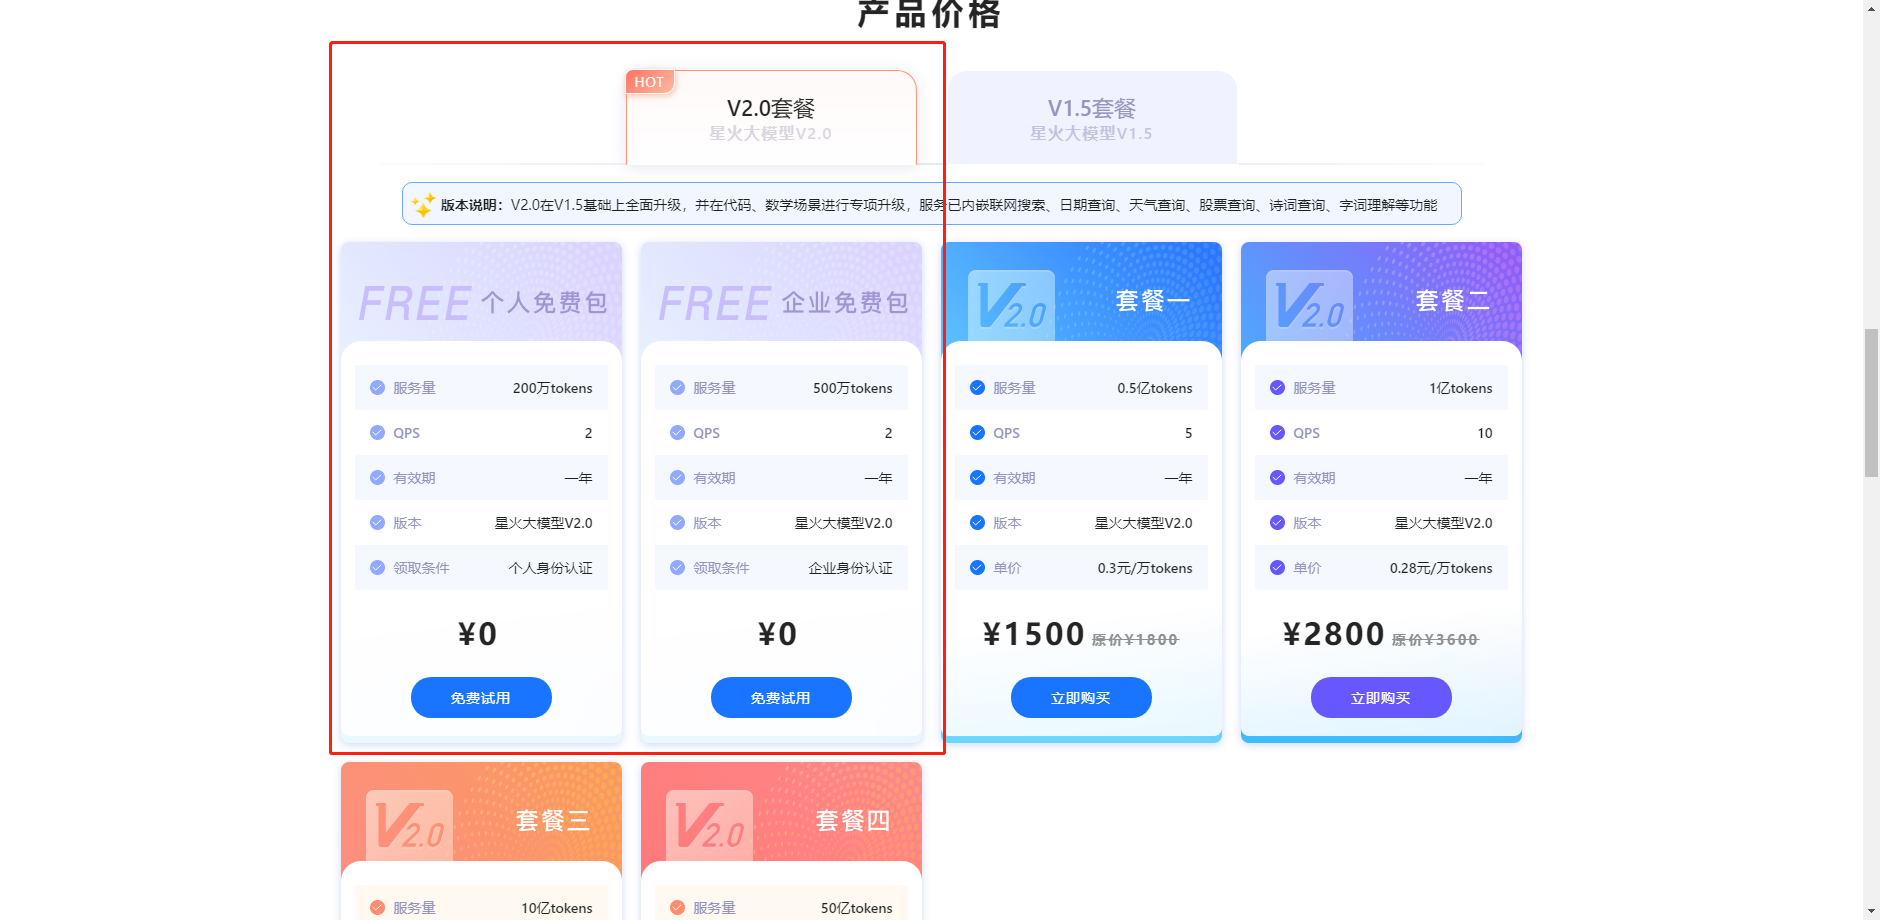 产品价格
HOT
V2.0套餐
星火大模型V2.0
V1.5套餐
星火大模型V1.5
版本说明：V2.0在V1.5基础上全面升级，并在代码、数学场景进行专项升级，服务已内嵌联网搜索、日期查询、天气查询、股票查询、诗词查询、字词理解等功能
FREE 个人免费包
服务量 200万tokens
QPS 2
有效期 一年
版本 星火大模型V2.0
领取条件 个人身份认证
¥0
免费试用
FREE 企业免费包
服务量 500万tokens
QPS 2
有效期 一年
版本 星火大模型V2.0
领取条件 企业身份认证
¥0
免费试用
V2.0 套餐一
服务量 0.5亿tokens
QPS 5
有效期 一年
版本 星火大模型V2.0
单价 0.3元/万tokens
¥1500 原价¥1800
立即购买
V2.0 套餐二
服务量 1亿tokens
QPS 10
有效期 一年
版本 星火大模型V2.0
单价 0.28元/万tokens
¥2800 原价¥3600
立即购买
V2.0 套餐三
服务量 10亿tokens
V2.0 套餐四
服务量 50亿tokens